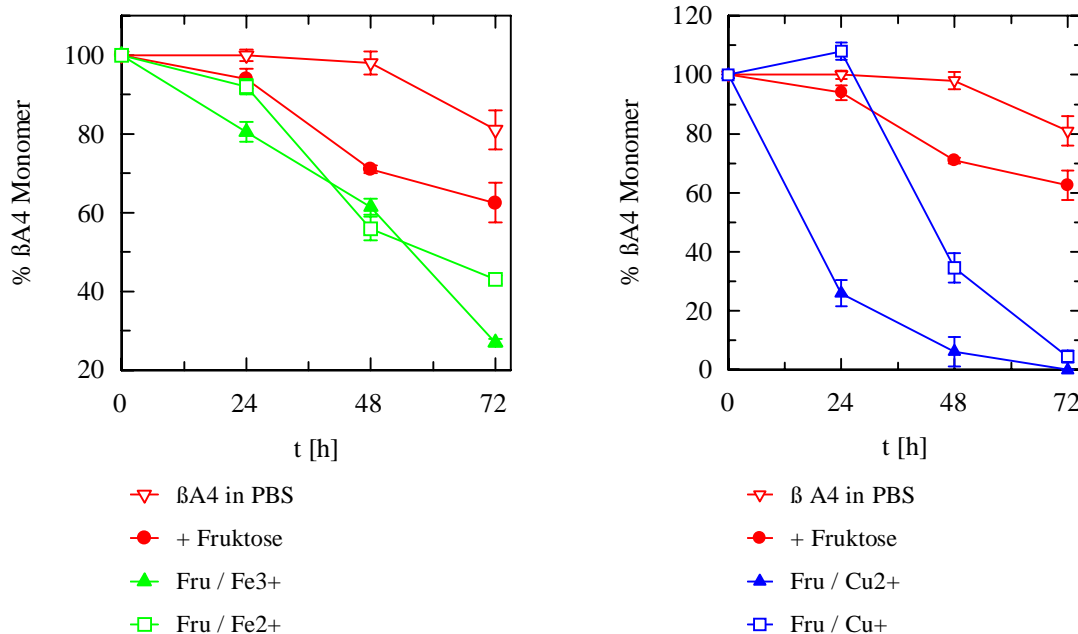 % ßA4 Monomer
100
80
60
40
20
0
24
48
72
t [h]
ßA4 in PBS
+ Fruktose
Fru / Fe3+
Fru / Fe2+
% ßA4 Monomer
120
100
80
60
40
20
0
0
24
48
72
t [h]
ß A4 in PBS
+ Fruktose
Fru / Cu2+
Fru / Cu+